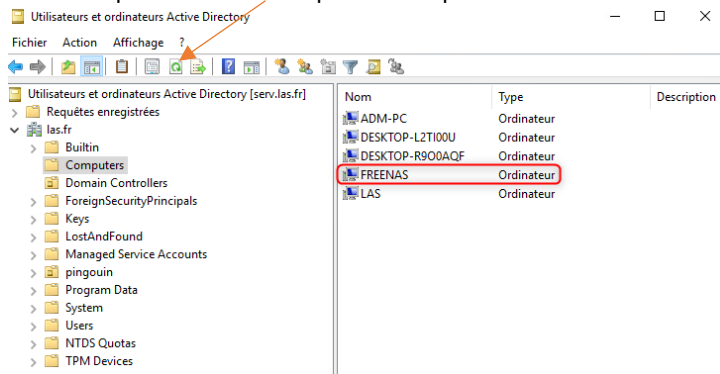 Utilisateurs et ordinateurs Active Directory
Fichier Action Affichage ?
Utilisateurs et ordinateurs Active Directory [serv.las.fr]
Requêtes enregistrées
las.fr
Builtin
Computers
Domain Controllers
ForeignSecurityPrincipals
Keys
LostAndFound
Managed Service Accounts
pingouin
Program Data
System
Users
NTDS Quotas
TPM Devices
Nom Type Description
ADM-PC Ordinateur
DESKTOP-L2TI00U Ordinateur
DESKTOP-R9O0AQF Ordinateur
FREENAS Ordinateur
LAS Ordinateur